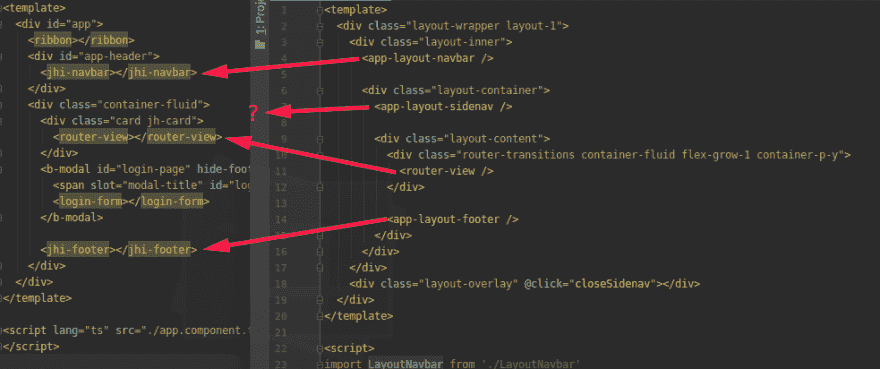 <template>
<div id="app">
<ribbon></ribbon>
<div id="app-header">
<jhi-navbar></jhi-navbar>
</div>
<div class="container-fluid">
<div class="card jh-card">
<router-view></router-view>
</div>
<b-modal id="login-page" hide-foot
<span slot="modal-title" id="log
<login-form></login-form>
</b-modal>
<jhi-footer></jhi-footer>
</div>
</div>
</template>
<script lang="ts" src="./app.component.
</script>
1: Proje
?
1 <template>
2 <div class="layout-wrapper layout-1">
3 <div class="layout-inner">
4 <app-layout-navbar />
5
6 <div class="layout-container">
7 <app-layout-sidenav />
8
9 <div class="layout-content">
10 <div class="router-transitions container-fluid flex-grow-1 container-p-y">
11 <router-view />
12 </div>
13
14 <app-layout-footer />
15 </div>
16 </div>
17 </div>
18 <div class="layout-overlay" @click="closeSidenav"></div>
19 </div>
20 </template>
21
22 <script>
23 import LayoutNavbar from './LayoutNavbar'